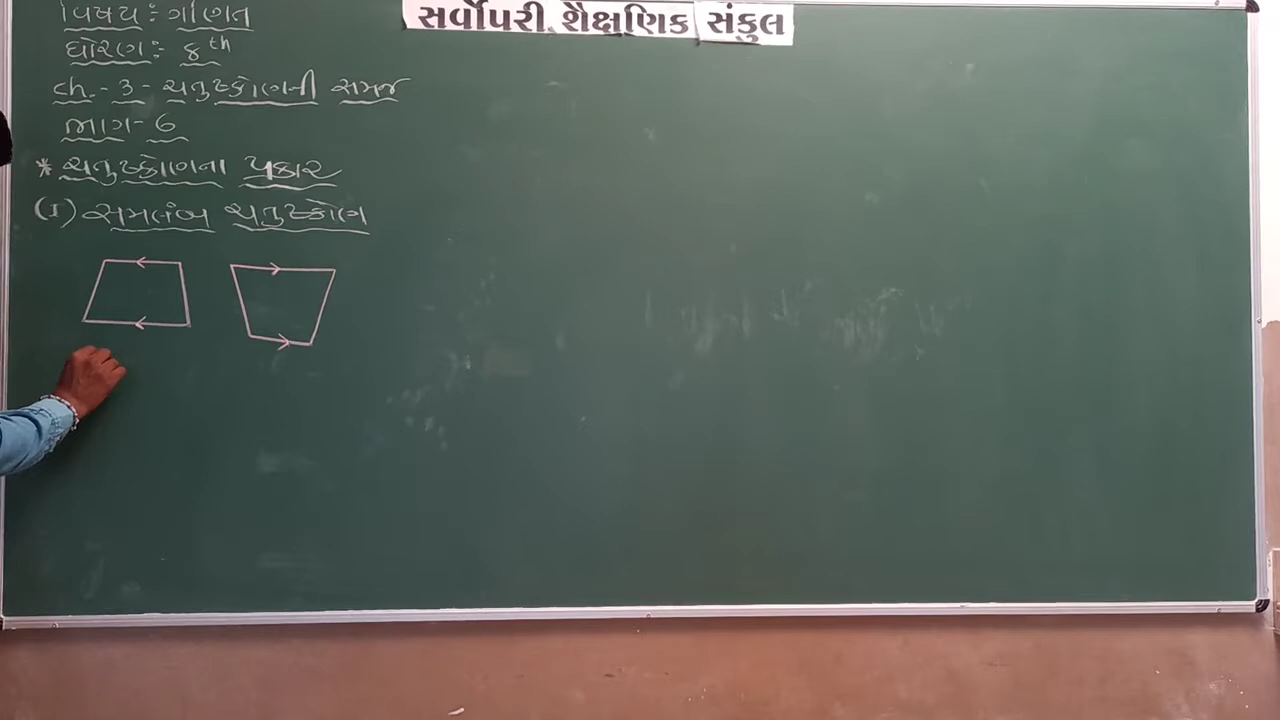 સર્વોપરી શૈક્ષણિક સંકુલ
વિષય: ગણિત
ધોરણ: 8th
ch.- 3 - ચતુષ્કોણની સમજ
ભાગ- 6
* ચતુષ્કોણના પ્રકાર
(1) સમલંબ ચતુષ્કોણ